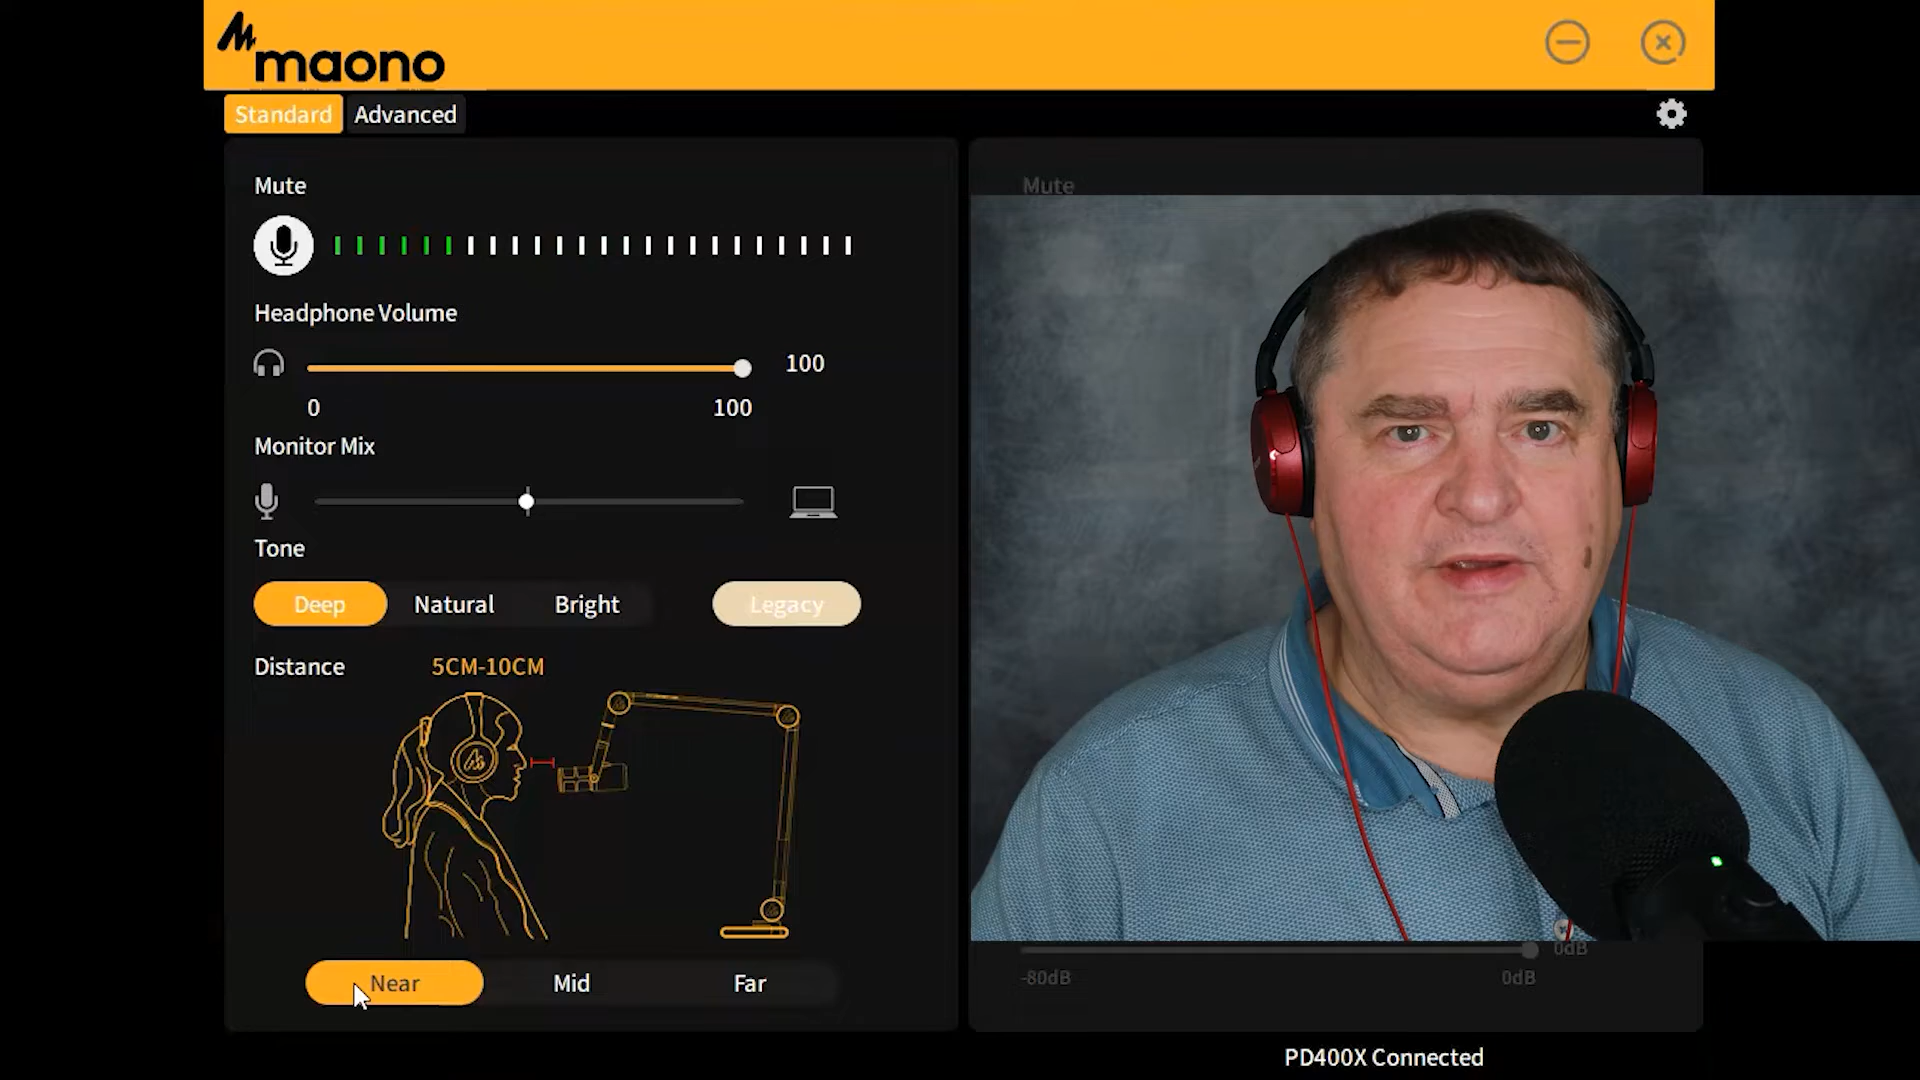 maono
Standard
Advanced
Mute
Headphone Volume
100
0
100
Monitor Mix
Tone
Deep
Natural
Bright
Legacy
Distance
5CM-10CM
Near
Mid
Far
Mute
0dB
-80dB
0dB
PD400X Connected